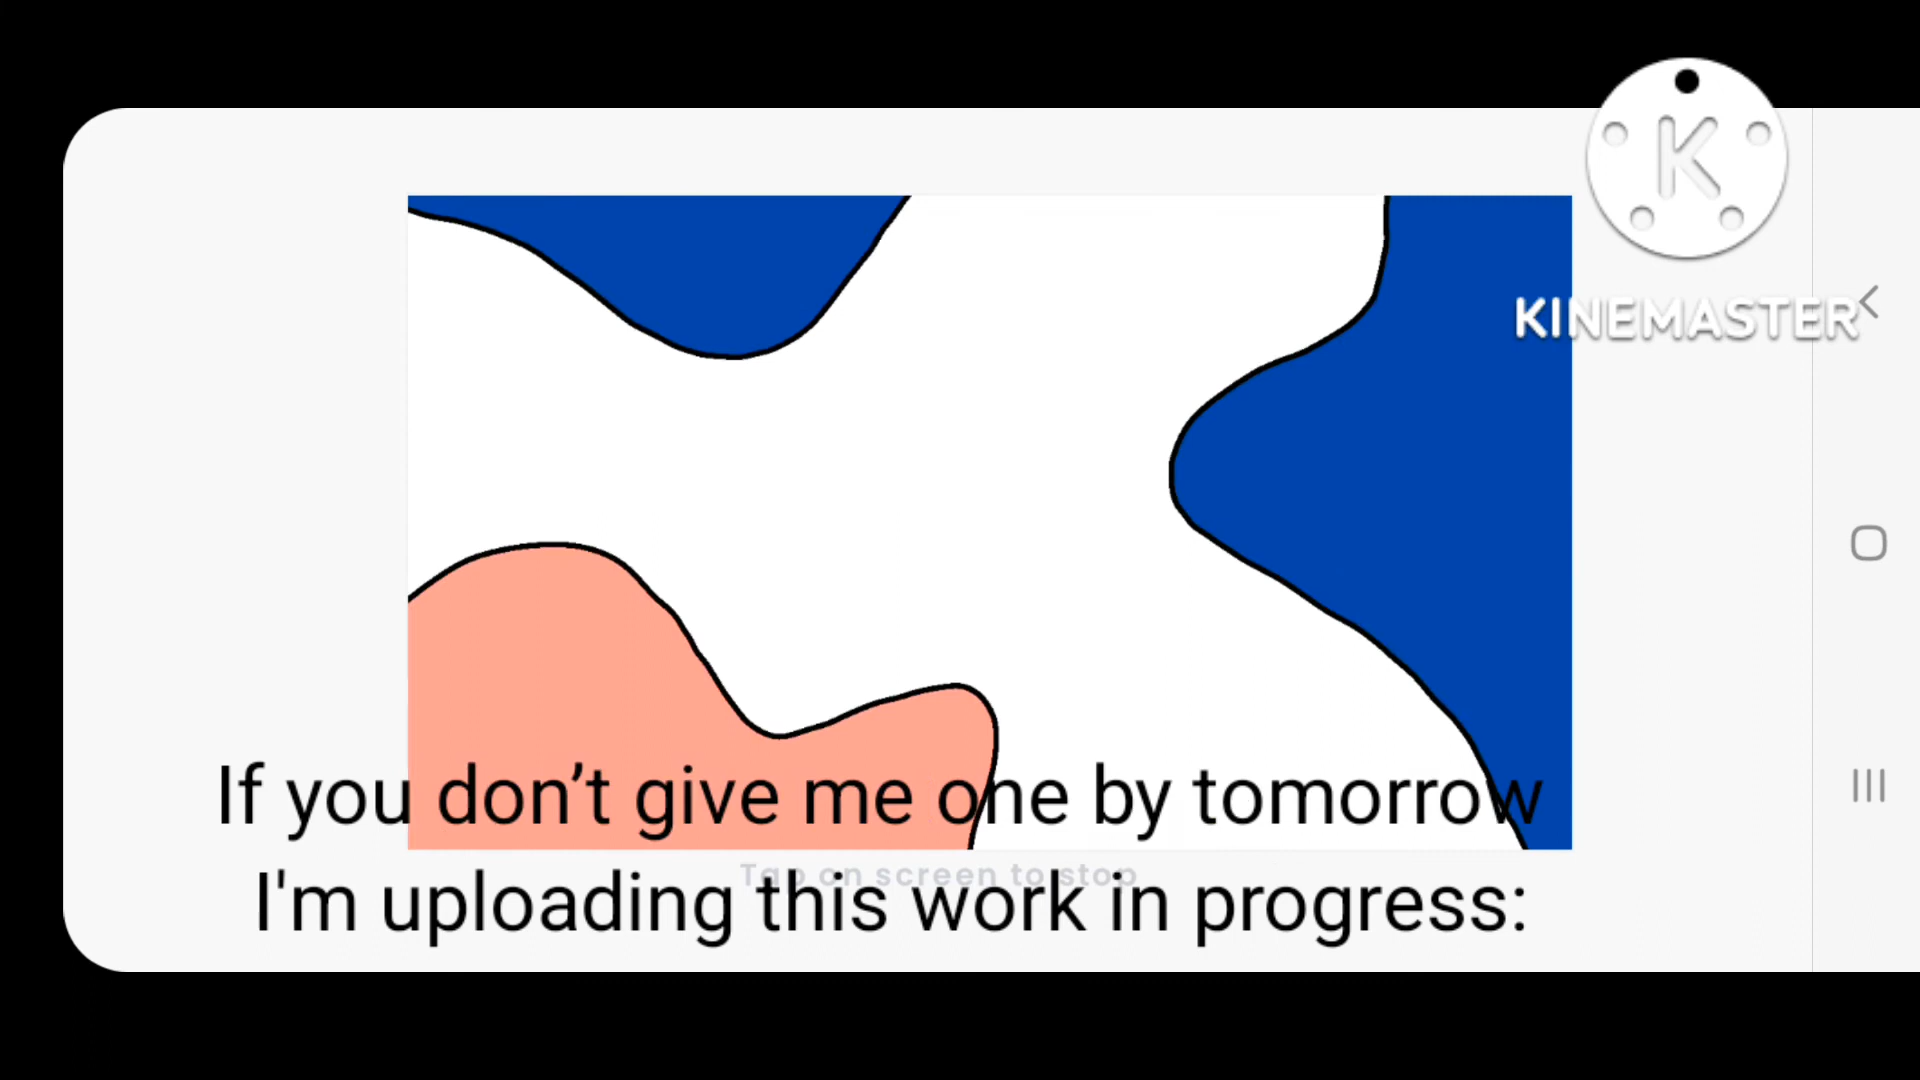 K
KINEMASTER
If you don’t give me one by tomorrow
Tap on screen to stop
I'm uploading this work in progress: